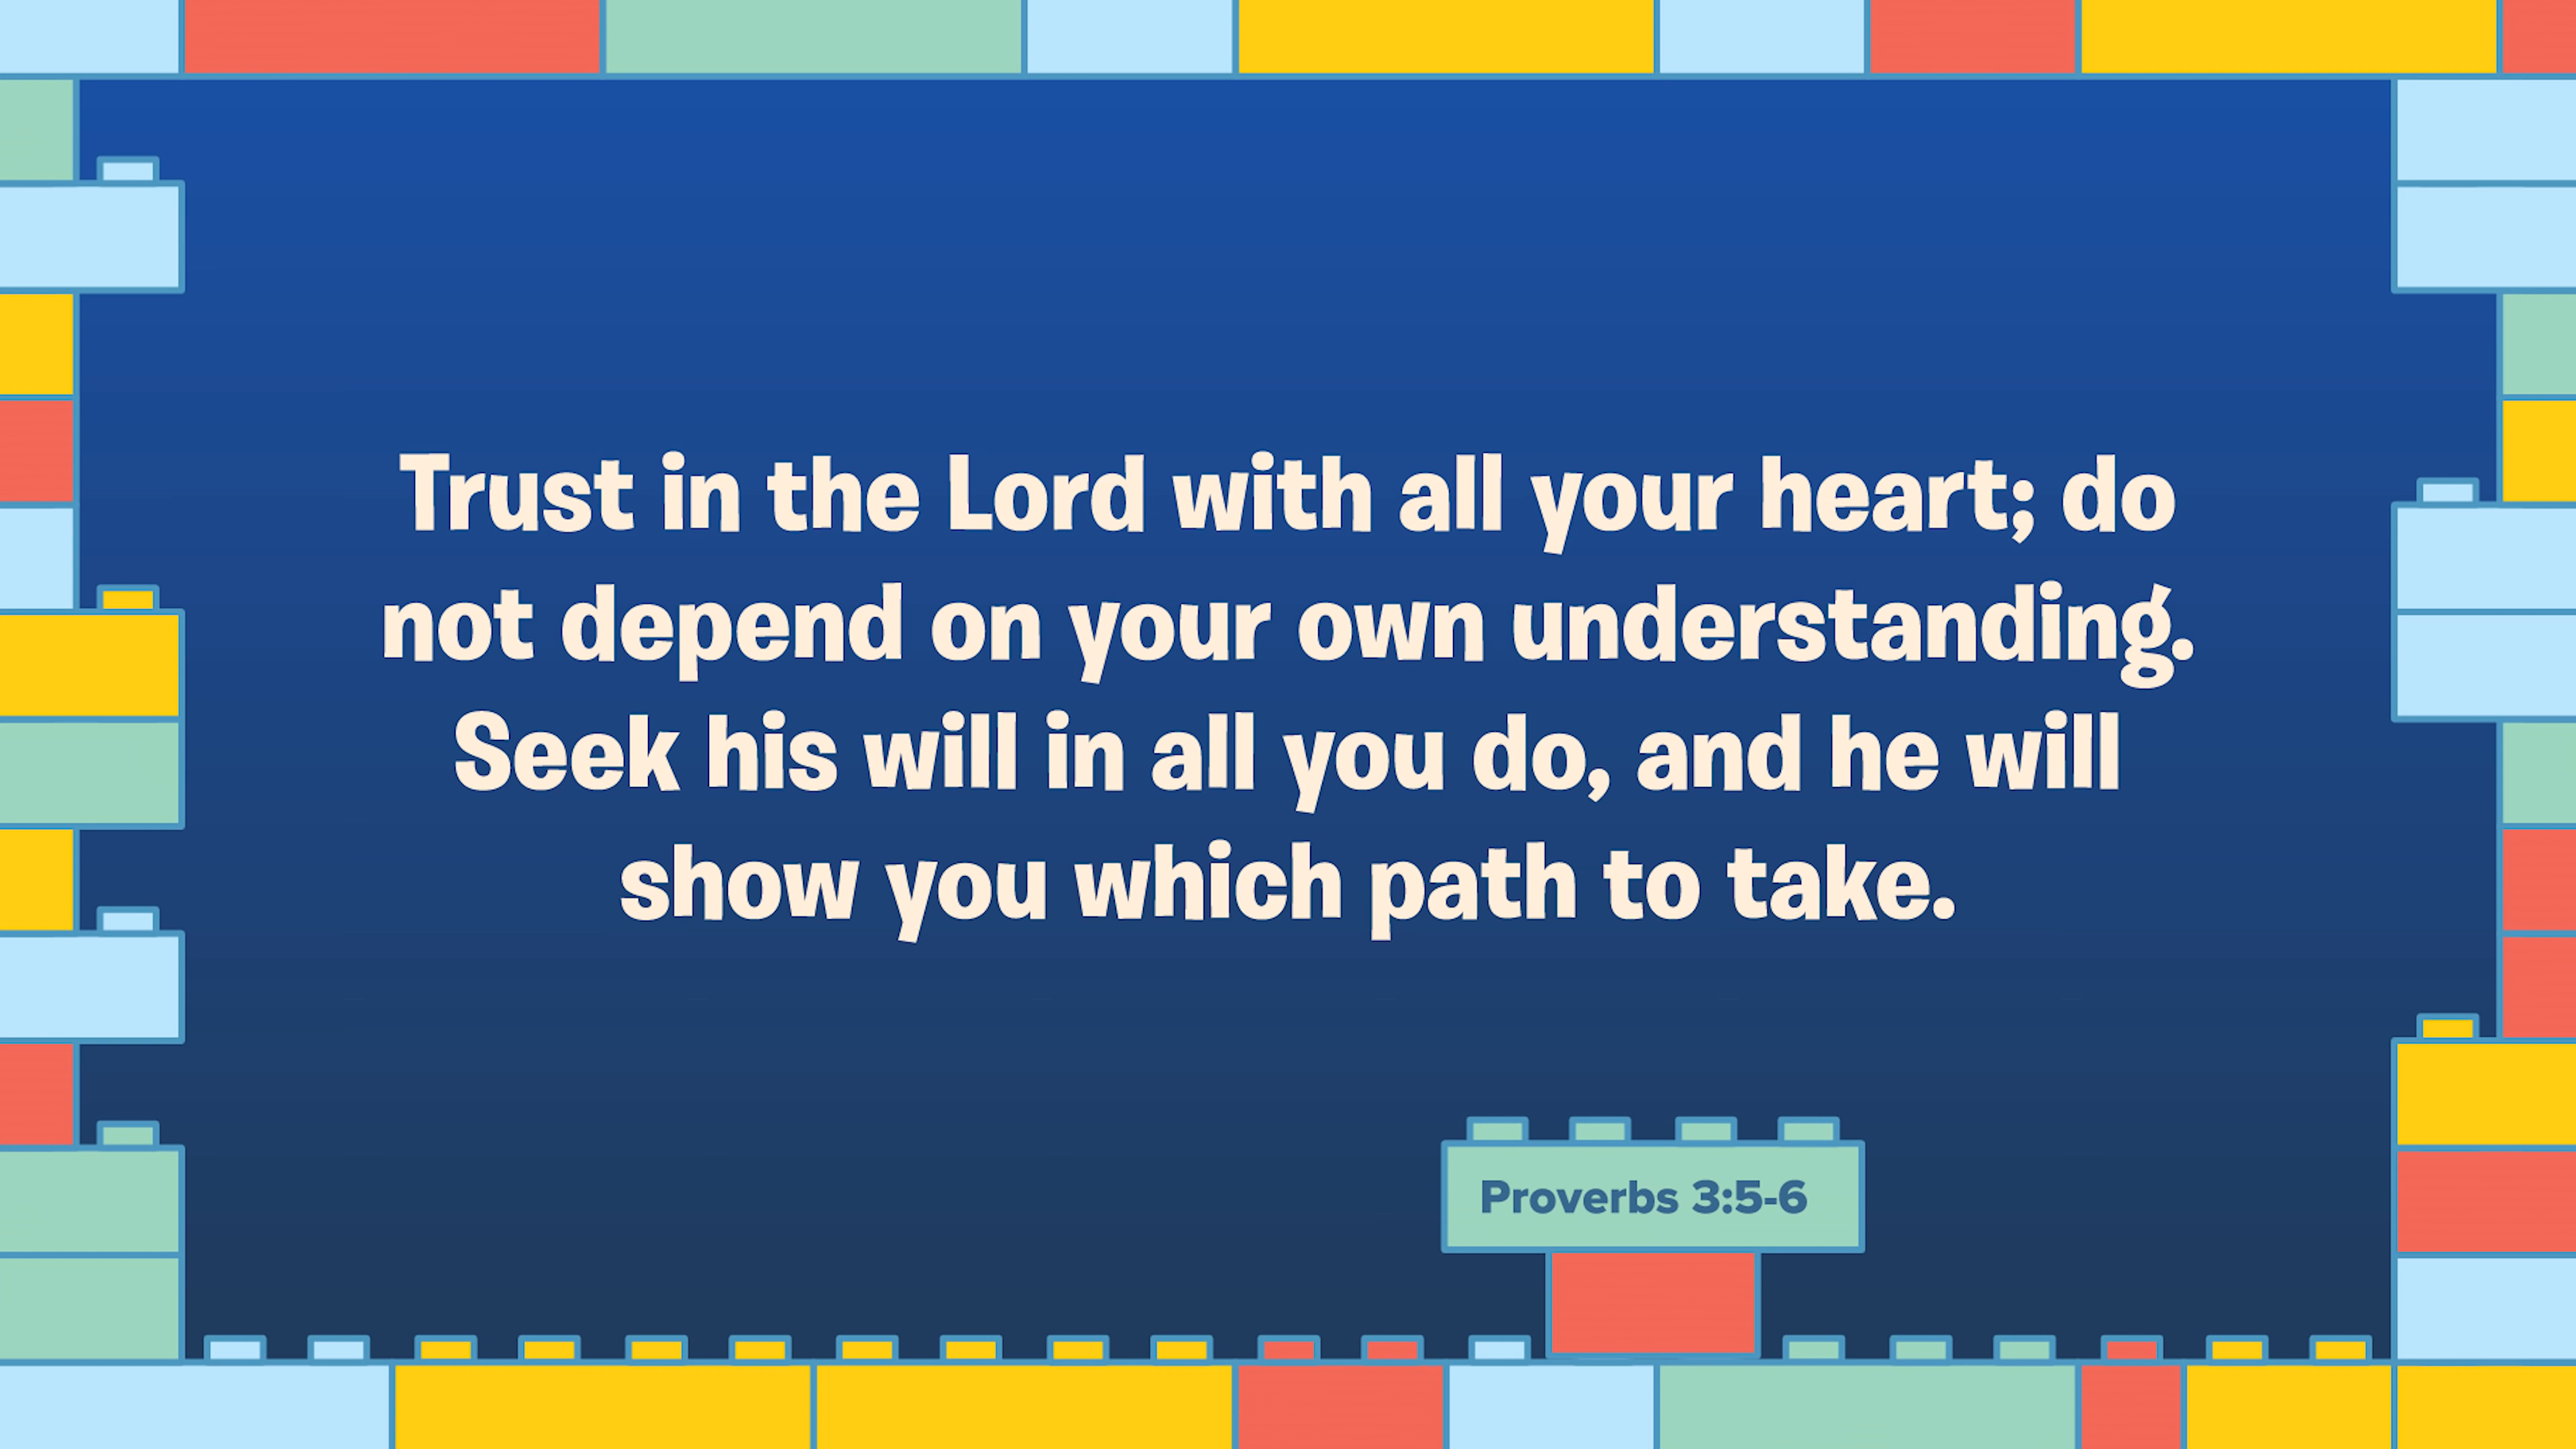 Trust in the Lord with all your heart; do
not depend on your own understanding.
Seek his will in all you do, and he will
show you which path to take.
Proverbs 3:5-6